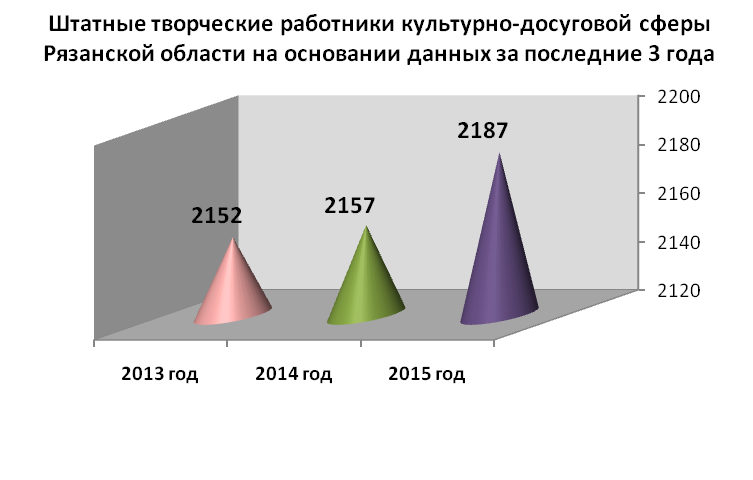 Штатные творческие работники культурно-досуговой сферы
Рязанской области на основании данных за последние 3 года
2200
2187
2180
2160
2157
2152
2140
2120
2013 год
2014 год
2015 год